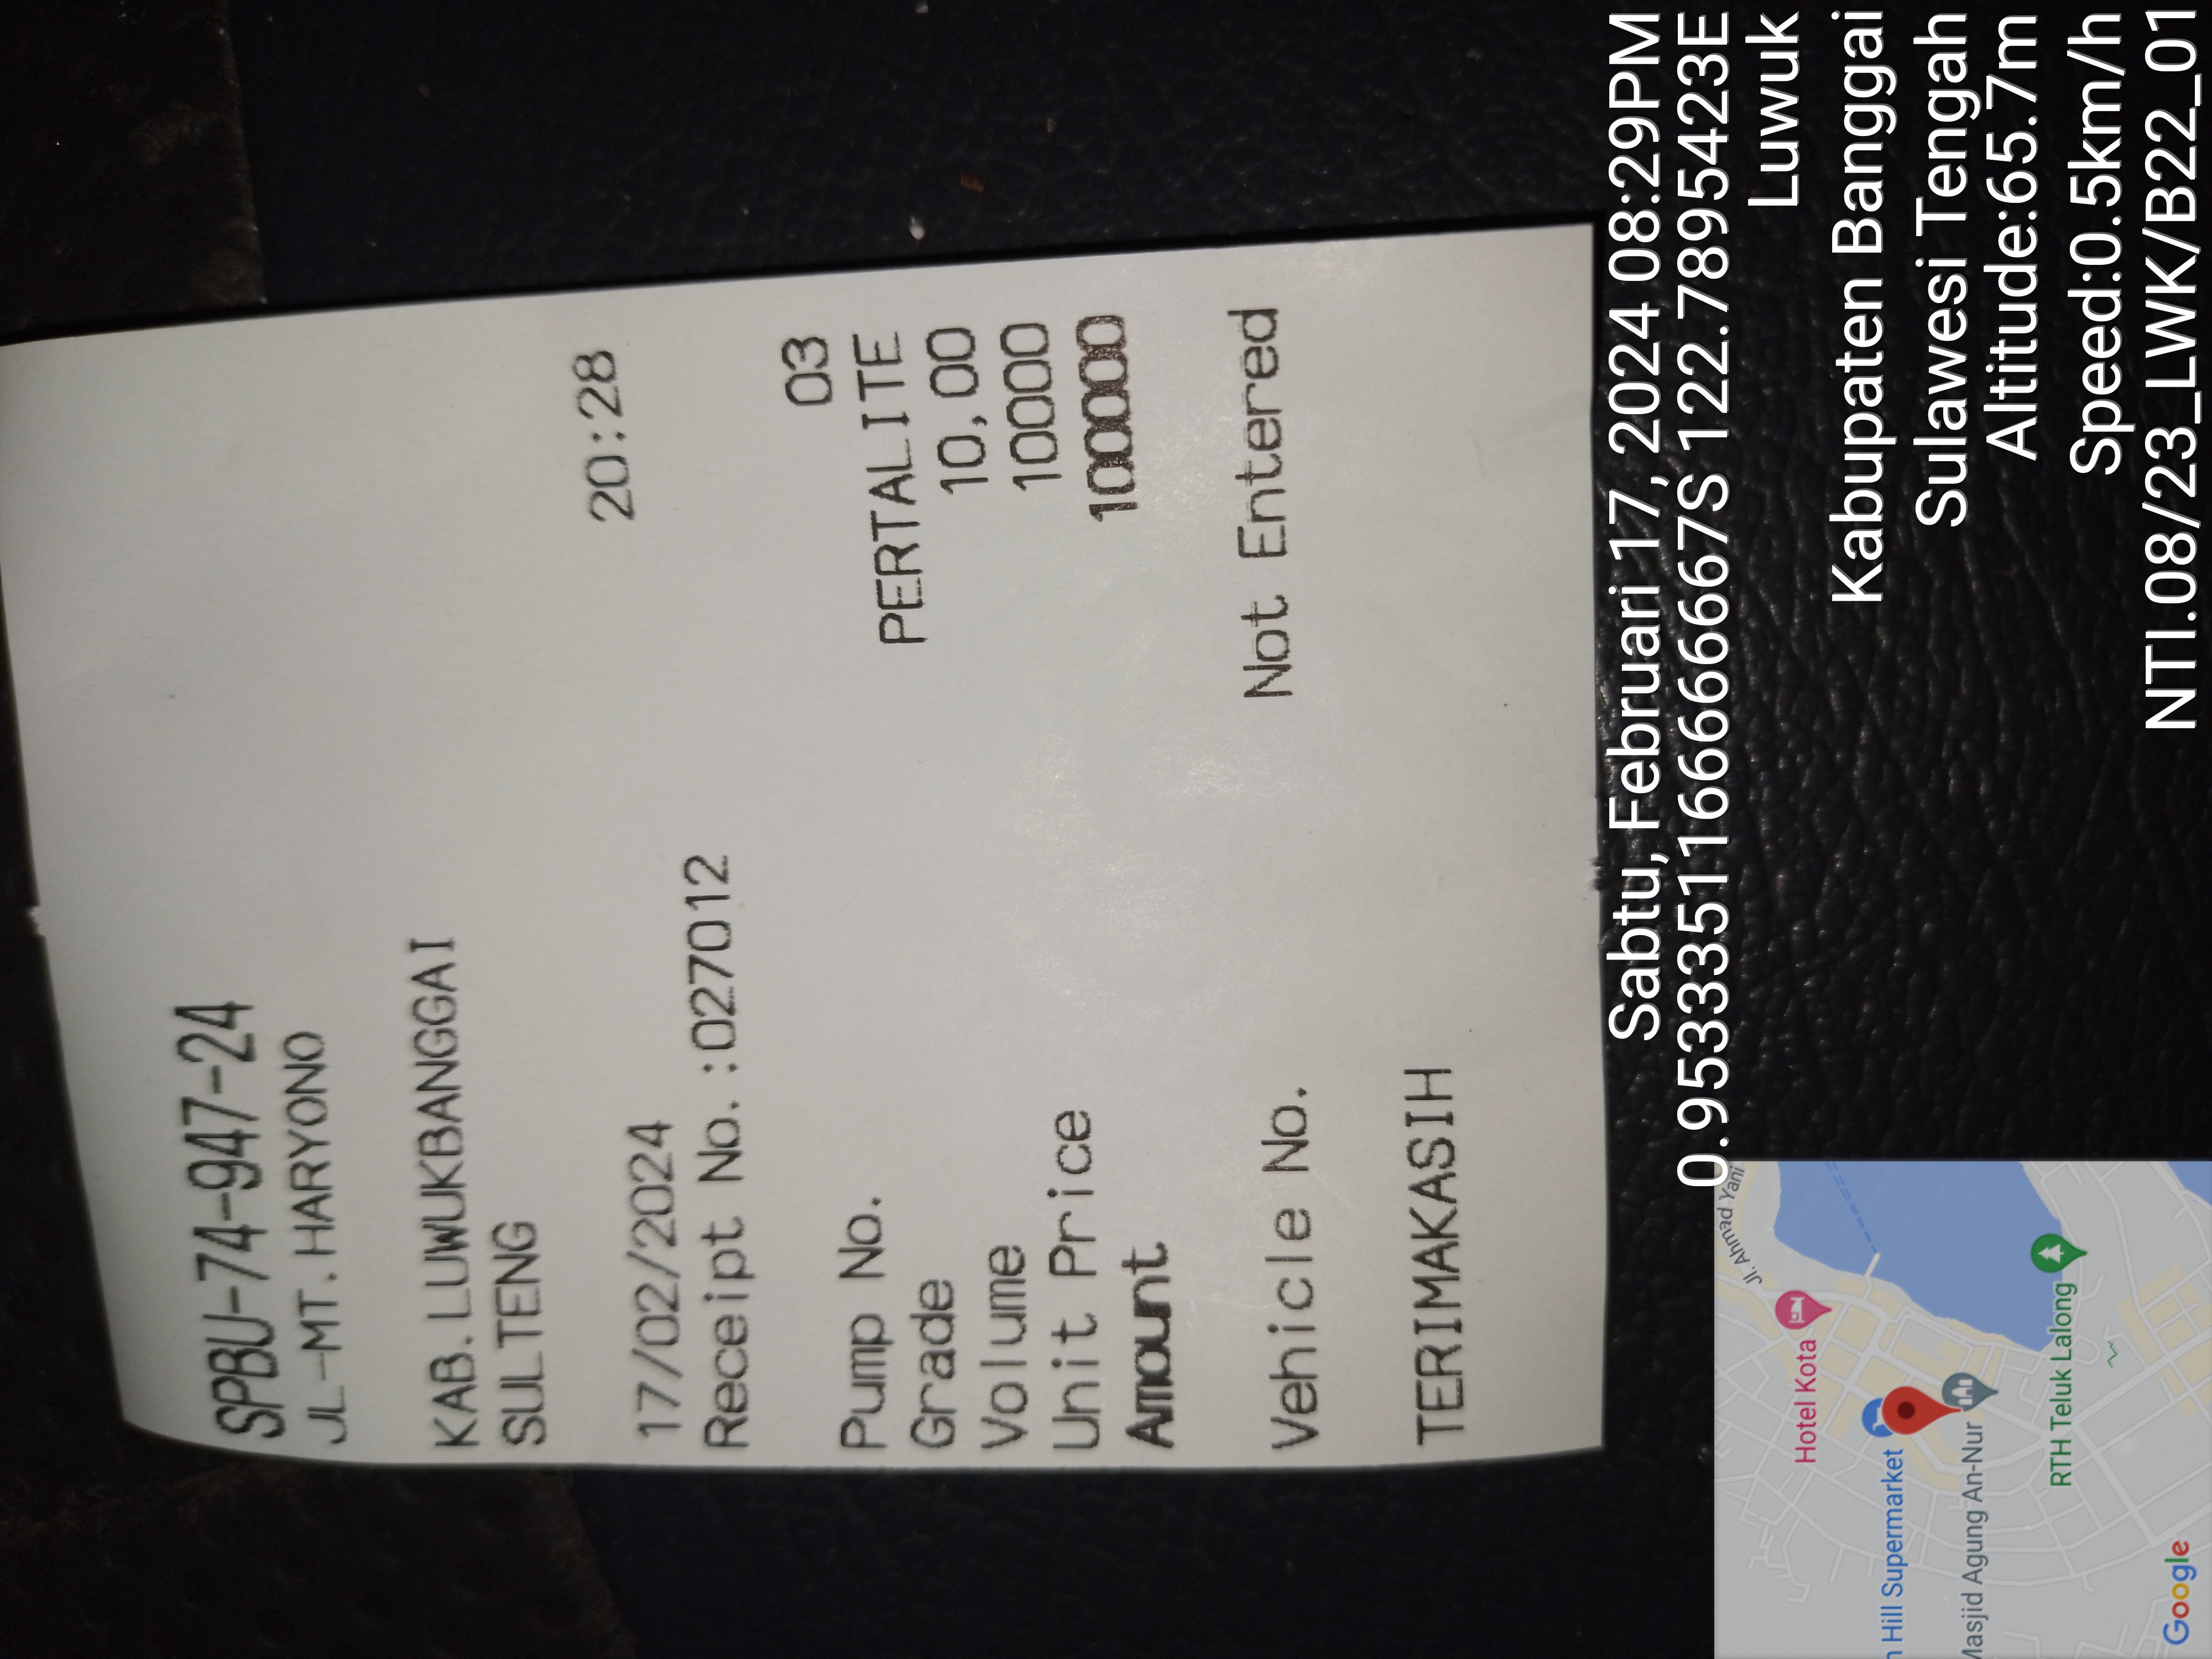 SPBU-74-947-24
JL-MT.HARYONO
KAB.LUWUKBANGGAI
SULTENG
17/02/2024 20:28
Receipt No.:027012
Pump No. 03
Grade PERTALITE
Volume 10,00
Unit Price 10000
Amount 100000
Vehicle No. Not Entered
TERIMAKASIH
Sabtu, Februari 17, 2024 08:29PM
0.9533351166666667S 122.78954423E
Luwuk
Kabupaten Banggai
Sulawesi Tengah
Altitude:65.7m
Speed:0.5km/h
NTI.08/23_LWK/B22_01
Jl. Ahmad Yani
Hotel Kota
Hill Supermarket
Masjid Agung An-Nur
RTH Teluk Lalong
Google